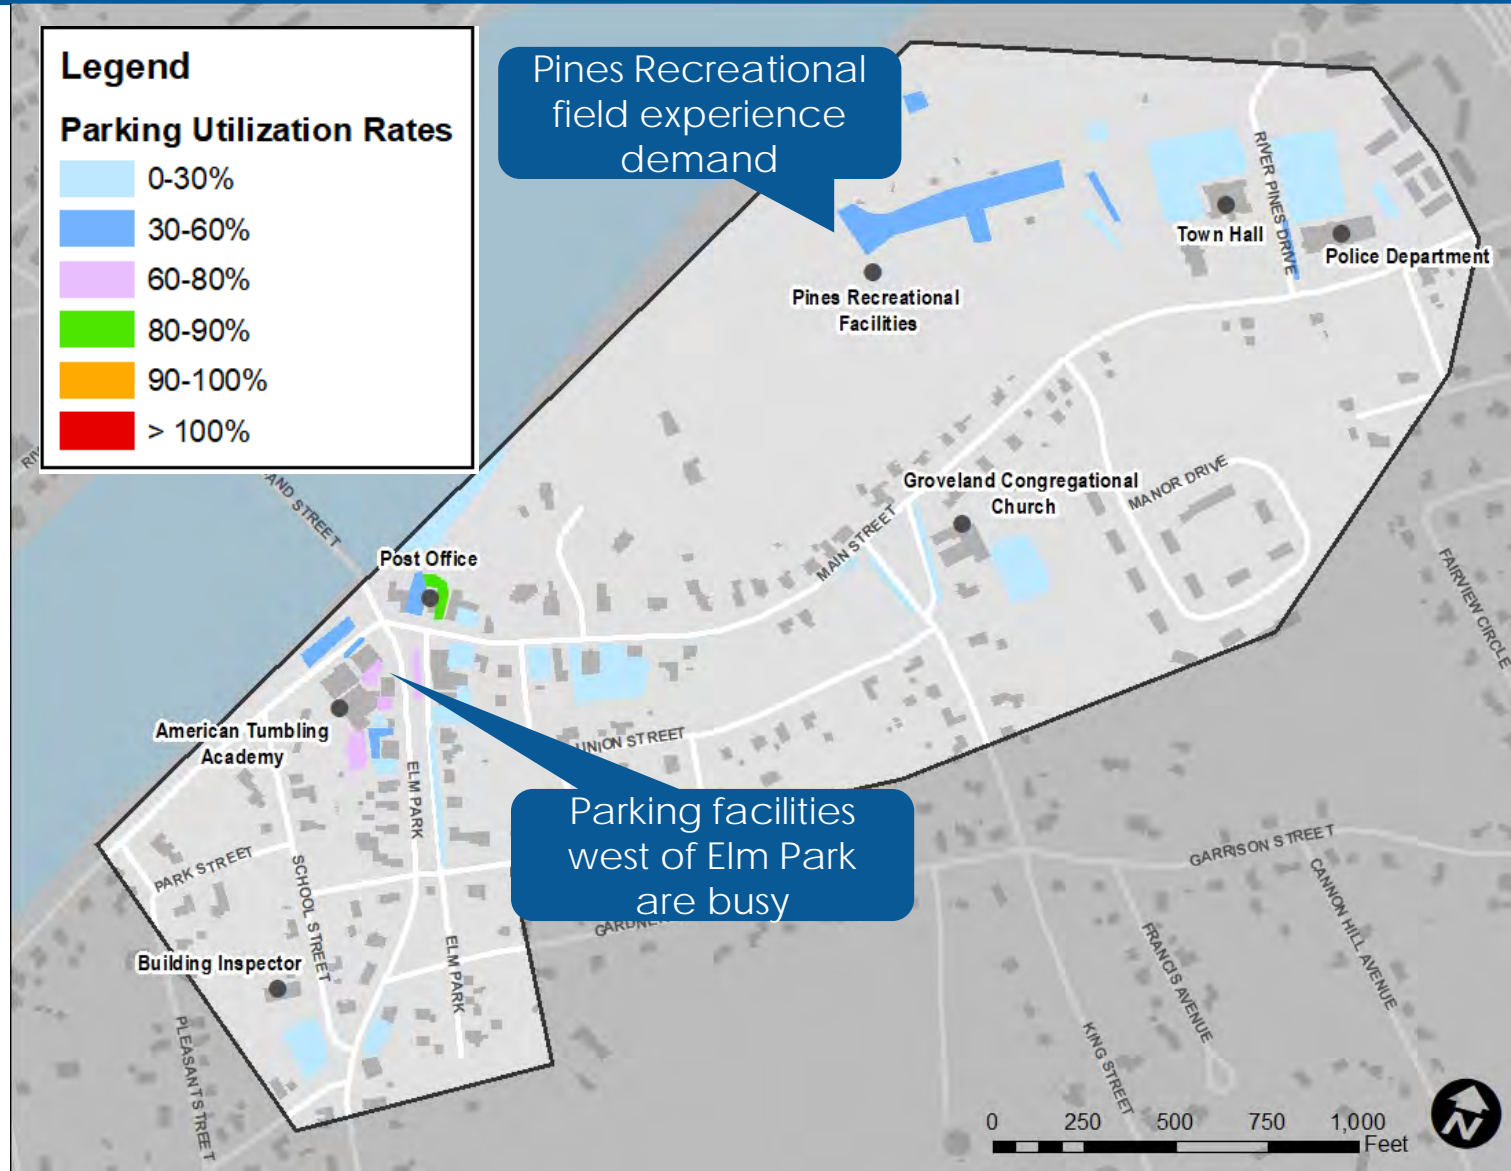 Legend
Parking Utilization Rates
0-30%
30-60%
60-80%
80-90%
90-100%
> 100%
Pines Recreational
field experience
demand
RIVER PINES DRIVE
Town Hall
Police Department
Pines Recreational
Facilities
Groveland Congregational
Church
MANOR DRIVE
MAIN STREET
FAIRVIEW CIRCLE
STREET
Post Office
American Tumbling
Academy
UNION STREET
ELM PARK
Parking facilities
west of Elm Park
are busy
PARK STREET
SCHOOL STREET
GARRISON STREET
CANNON HILL AVENUE
FRANCIS AVENUE
ELM PARK
Building Inspector
PLEASANT STREET
KING STREET
0 250 500 750 1,000
Feet
N